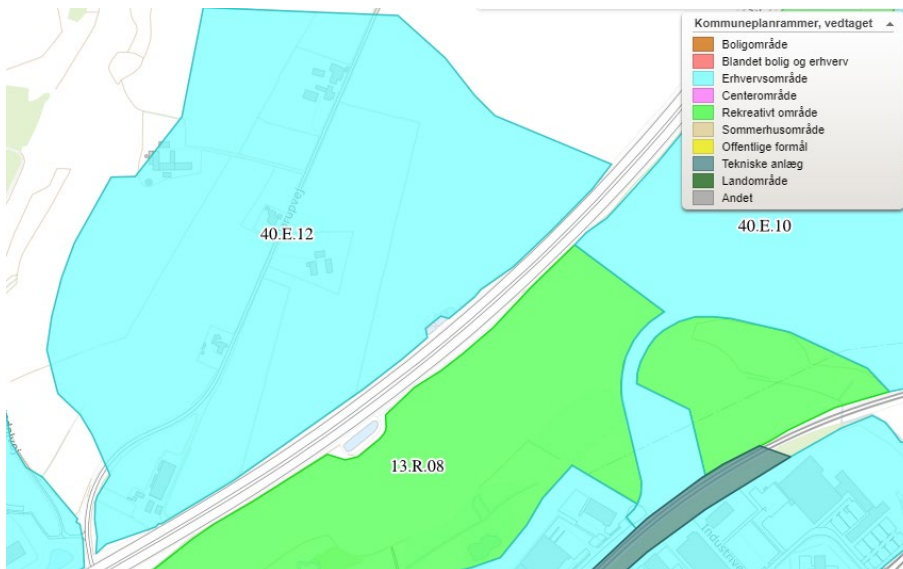 Kommuneplanrammer, vedtaget
Boligområde
Blandet bolig og erhverv
Erhvervsområde
Centerområde
Rekreativt område
Sommerhusområde
Offentlige formål
Tekniske anlæg
Landområde
Andet
40.E.12
40.E.10
13.R.08